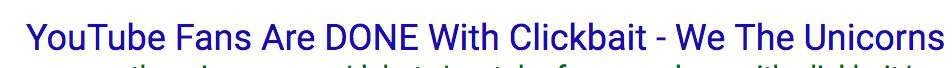 YouTube Fans Are DONE With Clickbait - We The Unicorns